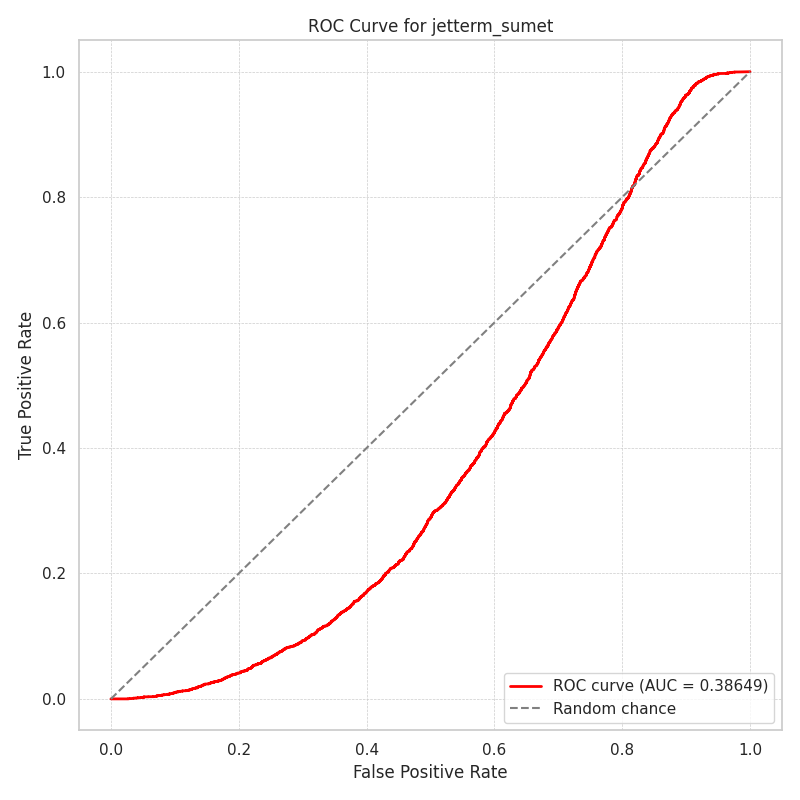 ROC Curve for jetterm_sumet
1.0
0.8
0.6
0.4
0.2
0.0
True Positive Rate
0.0 0.2 0.4 0.6 0.8 1.0
False Positive Rate
ROC curve (AUC = 0.38649)
Random chance